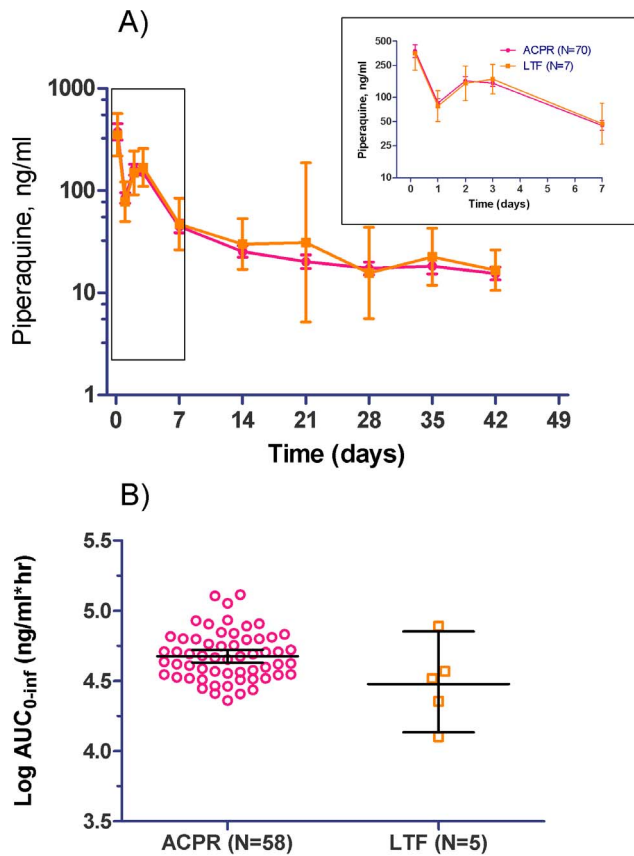 A)
1000
100
10
1
Piperaquine, ng/ml
0 7 14 21 28 35 42 49
Time (days)
500
250
100
50
25
10
Piperaquine, ng/ml
ACPR (N=70)
LTF (N=7)
0 1 2 3 4 5 6 7
Time (days)
B)
5.5
5.0
4.5
4.0
3.5
Log AUC0-inf (ng/ml*hr)
ACPR (N=58) LTF (N=5)